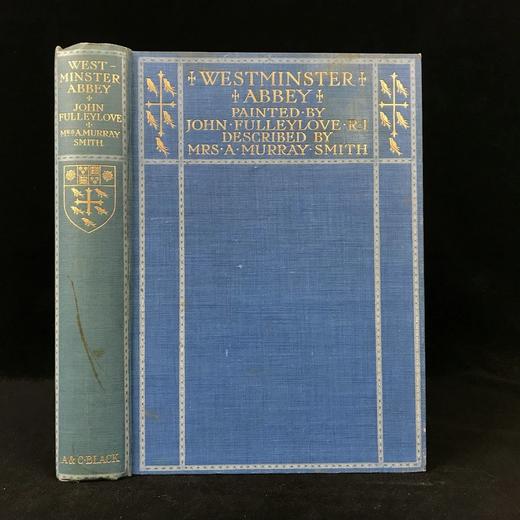 WEST-
MINSTER
ABBEY
JOHN
FULLEYLOVE
MRS A. MURRAY
SMITH
A & C. BLACK
WESTMINSTER
ABBEY
PAINTED · BY
JOHN · FULLEYLOVE · R · I
DESCRIBED BY
MRS · A · MURRAY · SMITH